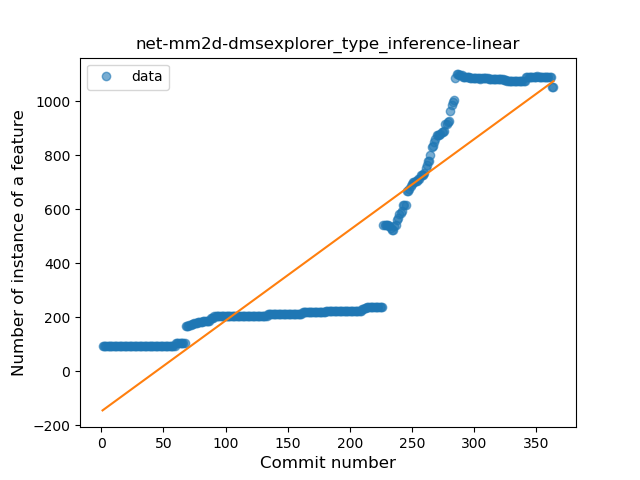 net-mm2d-dmsexplorer_type_inference-linear
data
Number of instance of a feature
1000
800
600
400
200
0
−200
0 50 100 150 200 250 300 350
Commit number